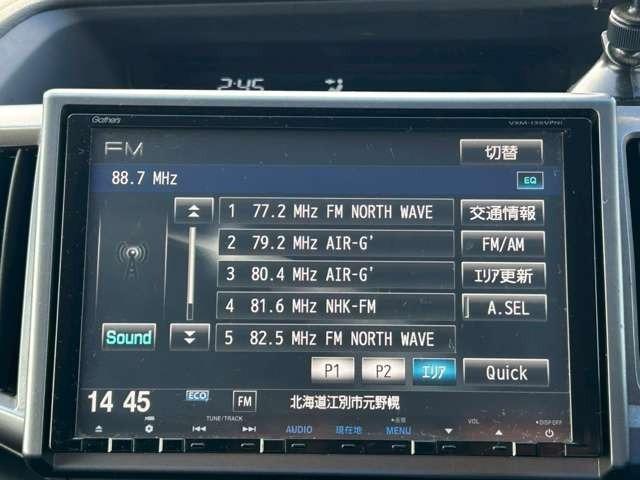 2:45
Gathers
FM
切替
88.7 MHz
EQ
1 77.2 MHz FM NORTH WAVE
交通情報
2 79.2 MHz AIR-G'
FM/AM
3 80.4 MHz AIR-G'
エリア更新
4 81.6 MHz NHK-FM
A.SEL
Sound
5 82.5 MHz FM NORTH WAVE
P1
P2
エリア
Quick
14 45
ECO
FM
北海道江別市元野幌
TUNE/TRACK
AUDIO
現在地
MENU
VOL
DISP OFF